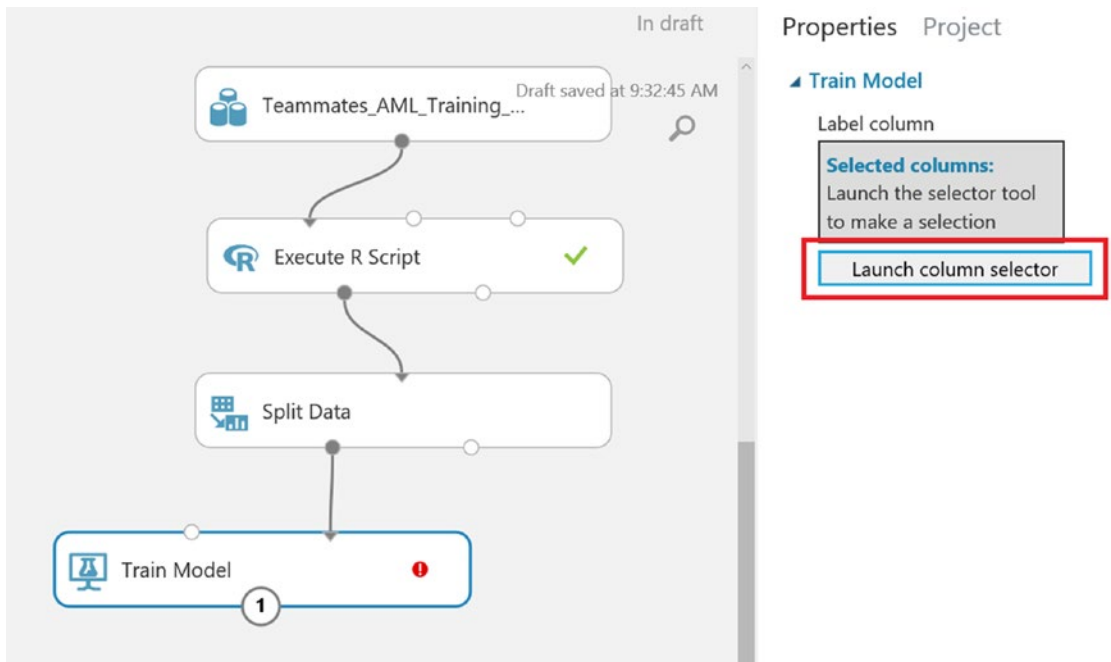 In draft
Draft saved at 9:32:45 AM
Teammates_AML_Training_...
Execute R Script
Split Data
Train Model
1
Properties Project
Train Model
Label column
Selected columns:
Launch the selector tool
to make a selection
Launch column selector